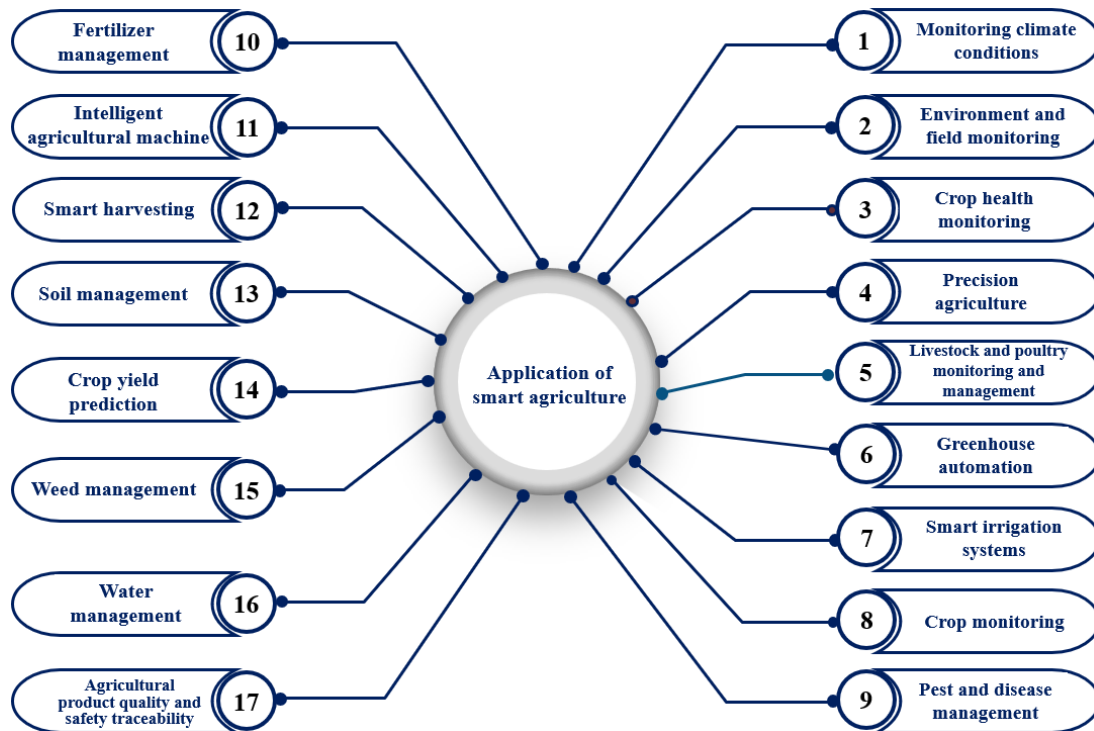 Application of
smart agriculture
1
Monitoring climate
conditions
2
Environment and
field monitoring
3
Crop health
monitoring
4
Precision
agriculture
5
Livestock and poultry
monitoring and
management
6
Greenhouse
automation
7
Smart irrigation
systems
8
Crop monitoring
9
Pest and disease
management
Fertilizer
management
10
Intelligent
agricultural machine
11
Smart harvesting
12
Soil management
13
Crop yield
prediction
14
Weed management
15
Water
management
16
Agricultural
product quality and
safety traceability
17